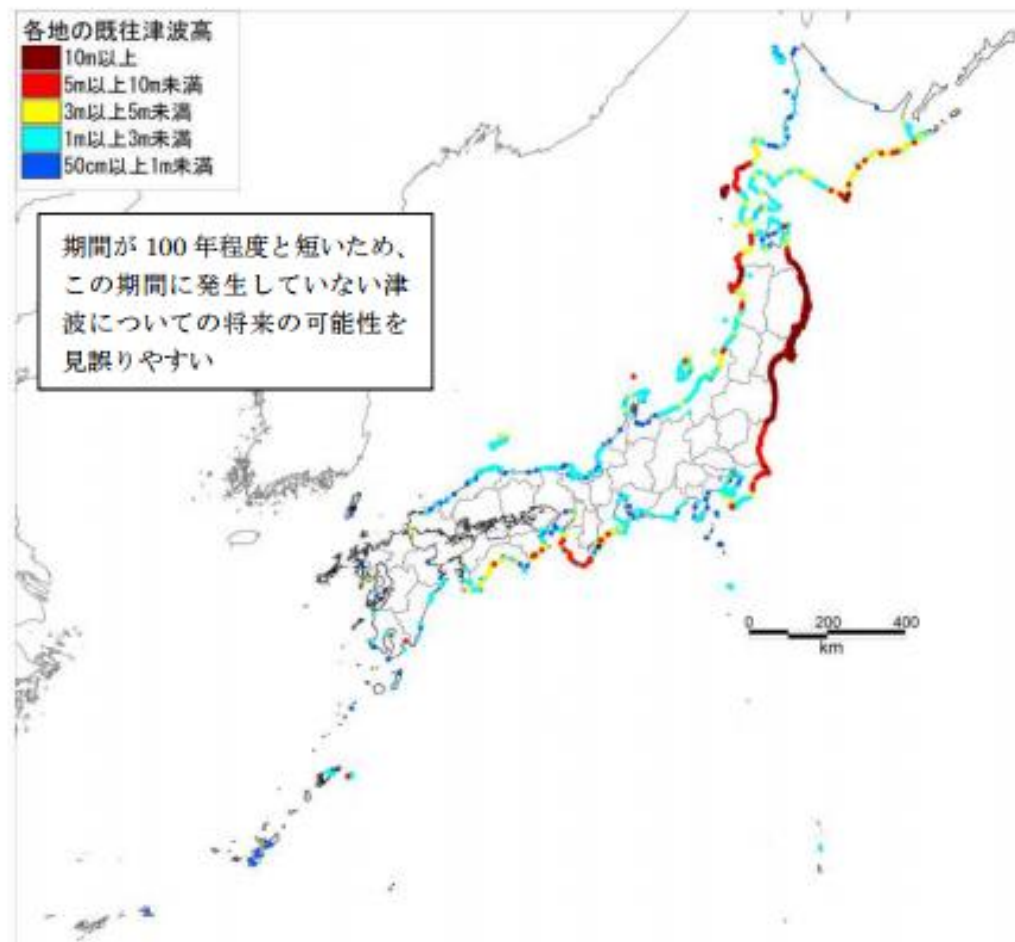 各地の既往津波高
10m以上
5m以上10m未満
3m以上5m未満
1m以上3m未満
50cm以上1m未満
期間が 100 年程度と短いため、
この期間に発生していない津
波についての将来の可能性を
見誤りやすい
0 200 400
km